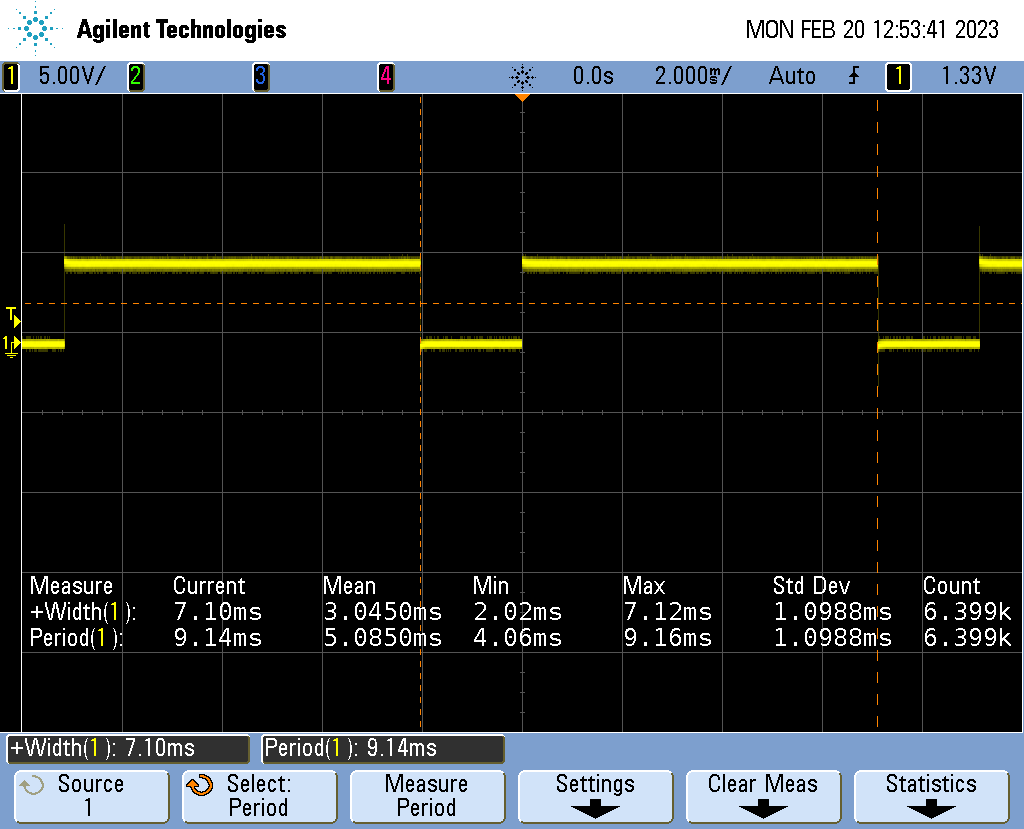 Agilent Technologies MON FEB 20 12:53:41 2023
1 5.00V/ 2 3 4 0.0s 2.000ms/ Auto 1 1.33V
T
1
Measure Current Mean Min Max Std Dev Count
+Width(1): 7.10ms 3.0450ms 2.02ms 7.12ms 1.0988ms 6.399k
Period(1): 9.14ms 5.0850ms 4.06ms 9.16ms 1.0988ms 6.399k
+Width(1): 7.10ms Period(1): 9.14ms
Source Select: Measure Settings Clear Meas Statistics
1 Period Period